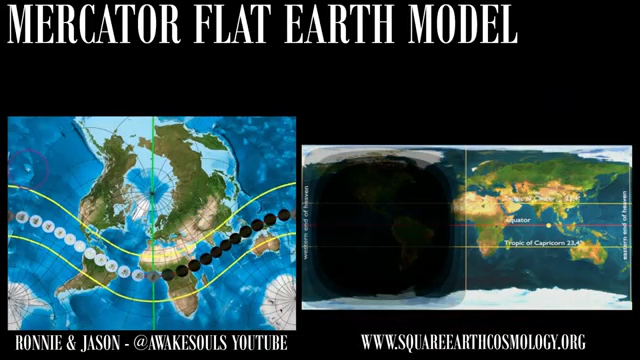 MERCATOR FLAT EARTH MODEL
western end of heaven
equator
Tropic of Capricorn 23,4°
eastern end of heaven
RONNIE & JASON - @AWAKESOULS YOUTUBE
WWW.SQUAREEARTHCOSMOLOGY.ORG